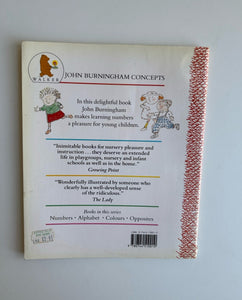 WALKER
JOHN BURNINGHAM CONCEPTS
In this delightful book
John Burningham
makes learning numbers
a pleasure for young children.
"Inimitable books for nursery pleasure and
instruction . . . they deserve an extended
life in playgroups, nursery and infant
schools as well as in the home."
Growing Point
"Wonderfully illustrated by someone who
clearly has a well-developed sense
of the ridiculous."
The Lady
Books in this series
Numbers • Alphabet • Colours • Opposites